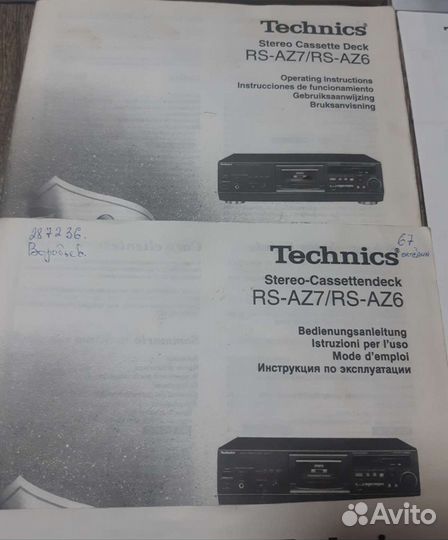 Technics
Stereo Cassette Deck
RS-AZ7/RS-AZ6
Operating Instructions
Instrucciones de funcionamiento
Gebruiksaanwijzing
Bruksanvisning
287236.
67
Technics
Stereo-Cassettendeck
RS-AZ7/RS-AZ6
Bedienungsanleitung
Istruzioni per l'uso
Mode d'emploi
Инструкция по эксплуатации
Avito